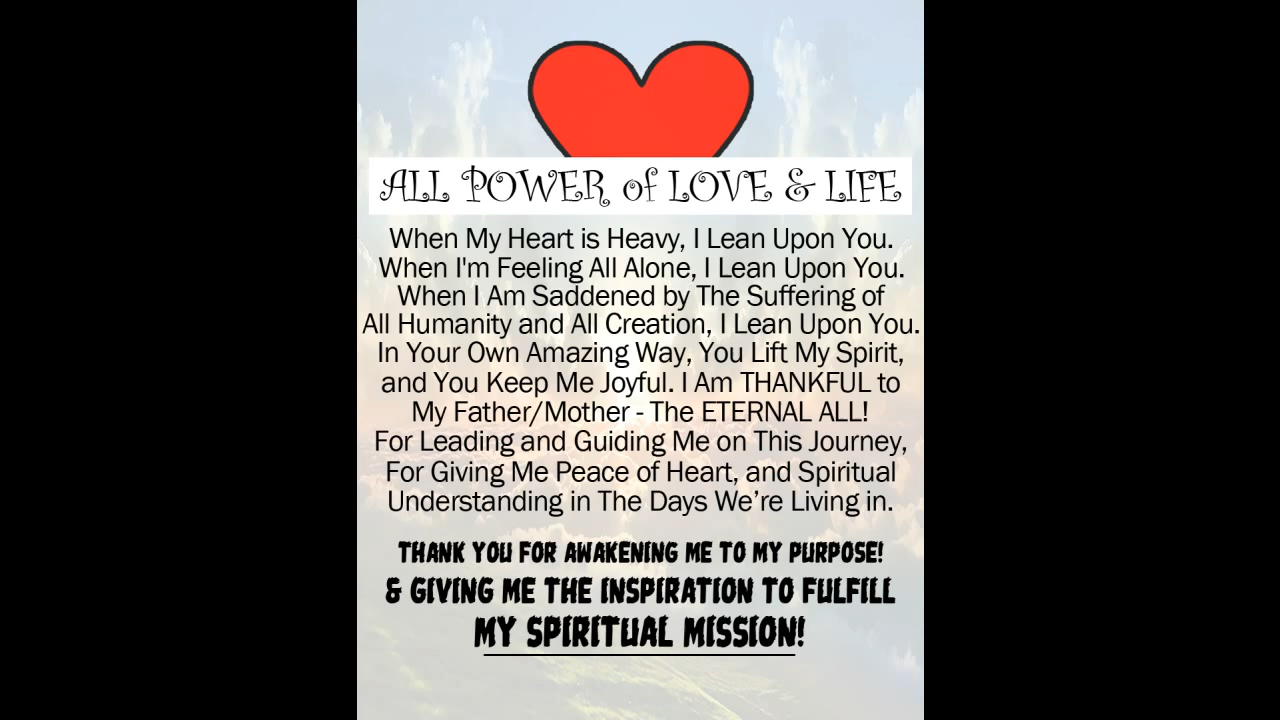 ALL POWER of LOVE & LIFE
When My Heart is Heavy, I Lean Upon You.
When I'm Feeling All Alone, I Lean Upon You.
When I Am Saddened by The Suffering of
All Humanity and All Creation, I Lean Upon You.
In Your Own Amazing Way, You Lift My Spirit,
and You Keep Me Joyful. I Am THANKFUL to
My Father/Mother - The ETERNAL ALL!
For Leading and Guiding Me on This Journey,
For Giving Me Peace of Heart, and Spiritual
Understanding in The Days We’re Living in.
THANK YOU FOR AWAKENING ME TO MY PURPOSE!
& GIVING ME THE INSPIRATION TO FULFILL
MY SPIRITUAL MISSION!